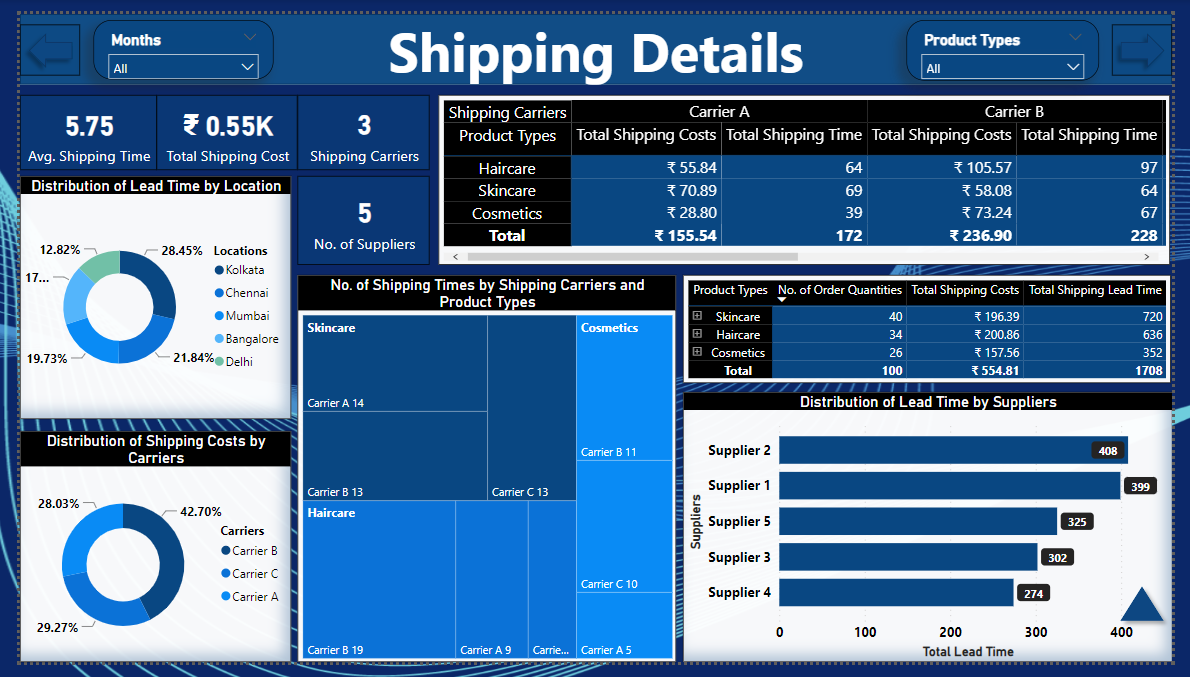 Months
All
Shipping Details
Product Types
All
5.75
Avg. Shipping Time
₹ 0.55K
Total Shipping Cost
3
Shipping Carriers
5
No. of Suppliers
Shipping Carriers Carrier A Carrier B
Product Types Total Shipping Costs Total Shipping Time Total Shipping Costs Total Shipping Time
Haircare ₹ 55.84 64 ₹ 105.57 97
Skincare ₹ 70.89 69 ₹ 58.08 64
Cosmetics ₹ 28.80 39 ₹ 73.24 67
Total ₹ 155.54 172 ₹ 236.90 228
Distribution of Lead Time by Location
12.82%
28.45%
17...
19.73%
21.84%
Locations
Kolkata
Chennai
Mumbai
Bangalore
Delhi
Distribution of Shipping Costs by
Carriers
28.03%
42.70%
29.27%
Carriers
Carrier B
Carrier C
Carrier A
No. of Shipping Times by Shipping Carriers and
Product Types
Skincare
Carrier A 14
Carrier B 13
Carrier C 13
Haircare
Carrier B 19
Carrier A 9
Carrie...
Cosmetics
Carrier B 11
Carrier C 10
Carrier A 5
Product Types No. of Order Quantities Total Shipping Costs Total Shipping Lead Time
Skincare 40 ₹ 196.39 720
Haircare 34 ₹ 200.86 636
Cosmetics 26 ₹ 157.56 352
Total 100 ₹ 554.81 1708
Distribution of Lead Time by Suppliers
Suppliers
Supplier 2 408
Supplier 1 399
Supplier 5 325
Supplier 3 302
Supplier 4 274
0 100 200 300 400
Total Lead Time